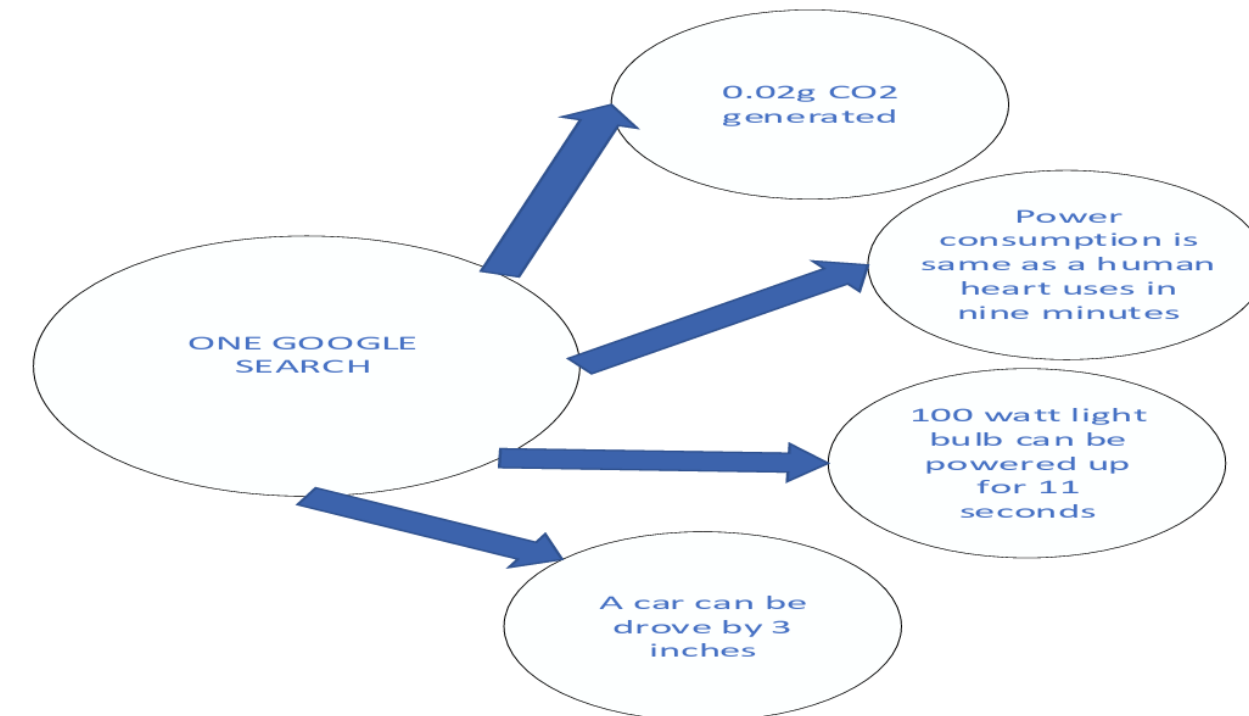 0.02g CO2
generated
Power
consumption is
same as a human
heart uses in
nine minutes
ONE GOOGLE
SEARCH
100 watt light
bulb can be
powered up
for 11
seconds
A car can be
drove by 3
inches